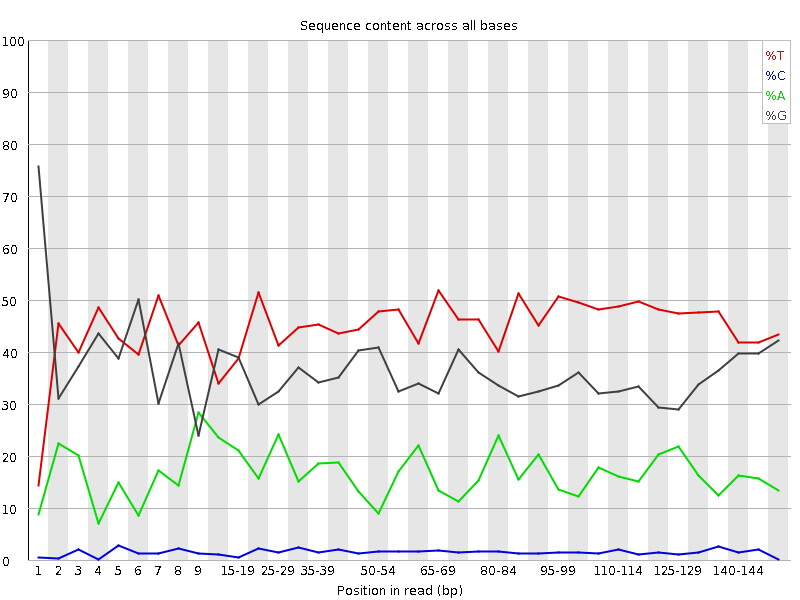 Sequence content across all bases
%T
%C
%A
%G
100
90
80
70
60
50
40
30
20
10
0
1 2 3 4 5 6 7 8 9 15-19 25-29 35-39 50-54 65-69 80-84 95-99 110-114 125-129 140-144
Position in read (bp)